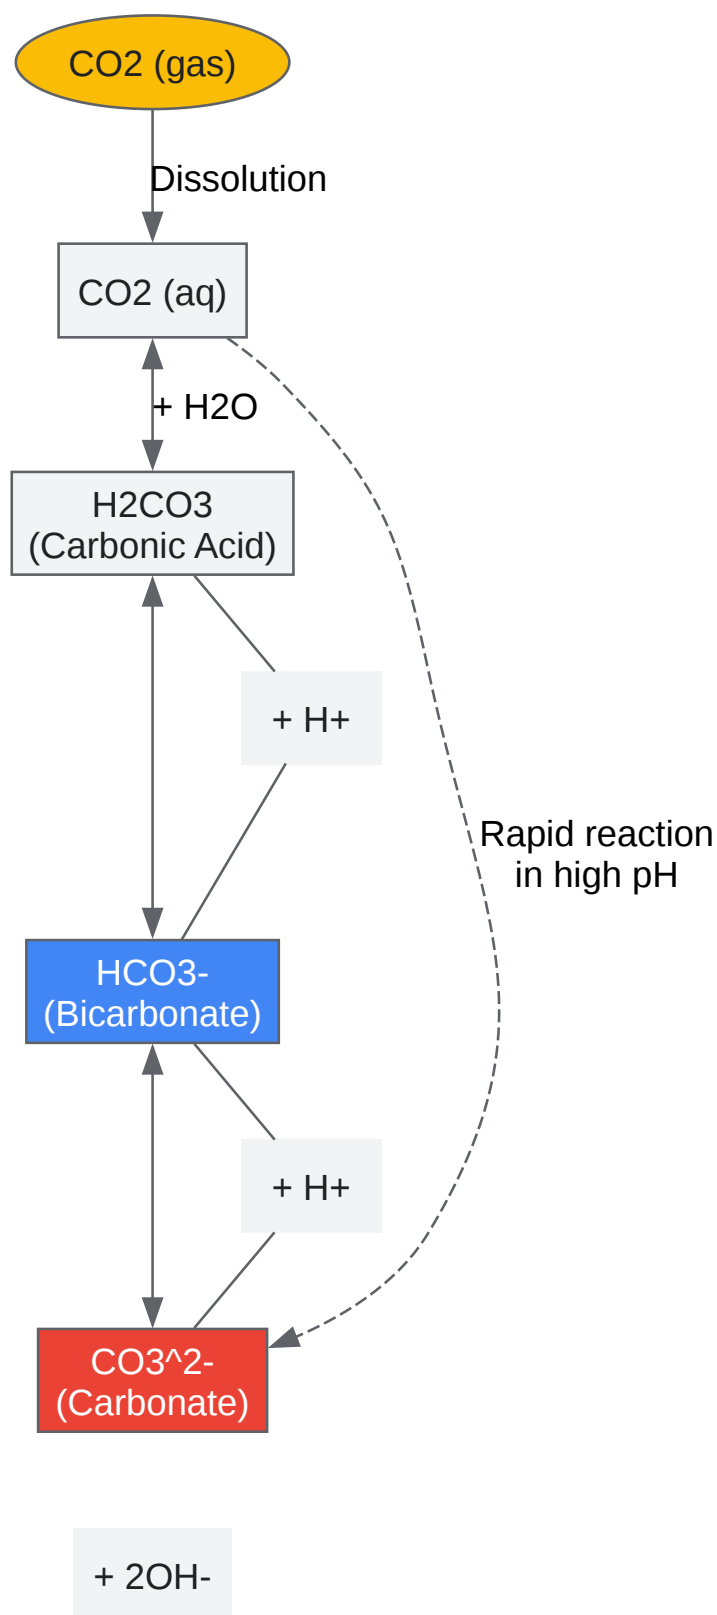 CO2 (gas)
Dissolution
CO2 (aq)
+ H2O
H2CO3
(Carbonic Acid)
+ H+
Rapid reaction
in high pH
HCO3-
(Bicarbonate)
+ H+
CO3^2-
(Carbonate)
+ 2OH-